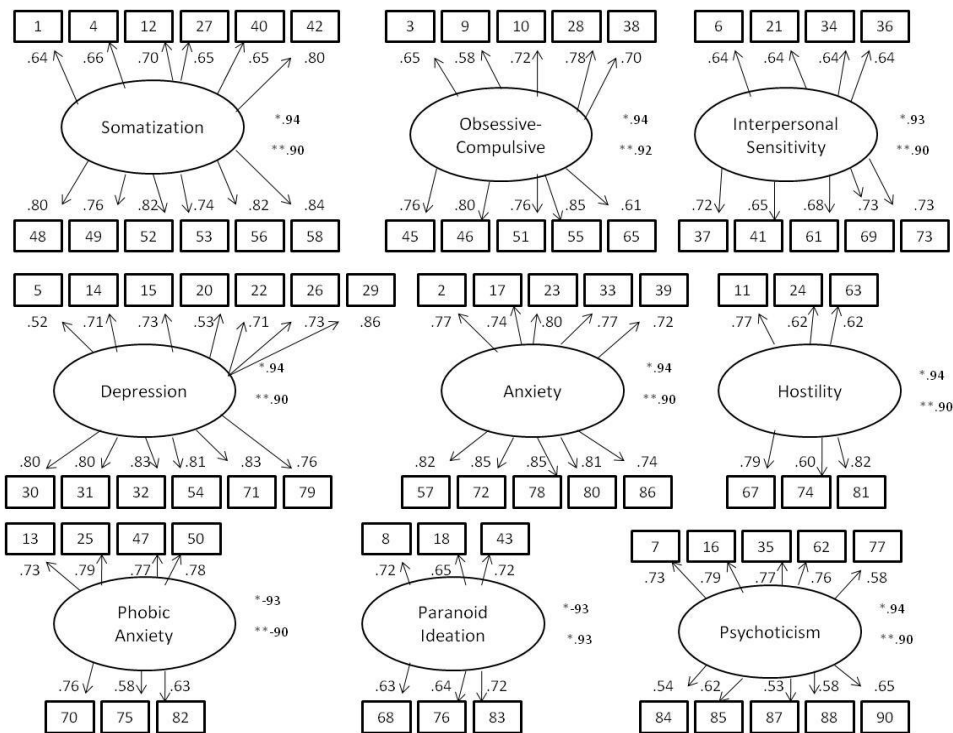 1 4 12 27 40 42
.64 .66 .70 .65 .65 .80
Somatization
*.94
**.90
.80 .76 .82 .74 .82 .84
48 49 52 53 56 58
3 9 10 28 38
.65 .58 .72 .78 .70
Obsessive-
Compulsive
*.94
**.92
.76 .80 .76 .85 .61
45 46 51 55 65
6 21 34 36
.64 .64 .64 .64
Interpersonal
Sensitivity
*.93
**.90
.72 .65 .68 .73 .73
37 41 61 69 73
5 14 15 20 22 26 29
.52 .71 .73 .53 .71 .73 .86
Depression
*.94
**.90
.80 .80 .83 .81 .83 .76
30 31 32 54 71 79
2 17 23 33 39
.77 .74 .80 .77 .72
Anxiety
*.94
**.90
.82 .85 .85 .81 .74
57 72 78 80 86
11 24 63
.77 .62 .62
Hostility
*.94
**.90
.79 .60 .82
67 74 81
13 25 47 50
.73 .79 .77 .78
Phobic
Anxiety
*-93
**-90
.76 .58 .63
70 75 82
8 18 43
.72 .65 .72
Paranoid
Ideation
*-93
*.93
.63 .64 .72
68 76 83
7 16 35 62 77
.73 .79 .77 .76 .58
Psychoticism
*.94
**.90
.54 .62 .53 .58 .65
84 85 87 88 90